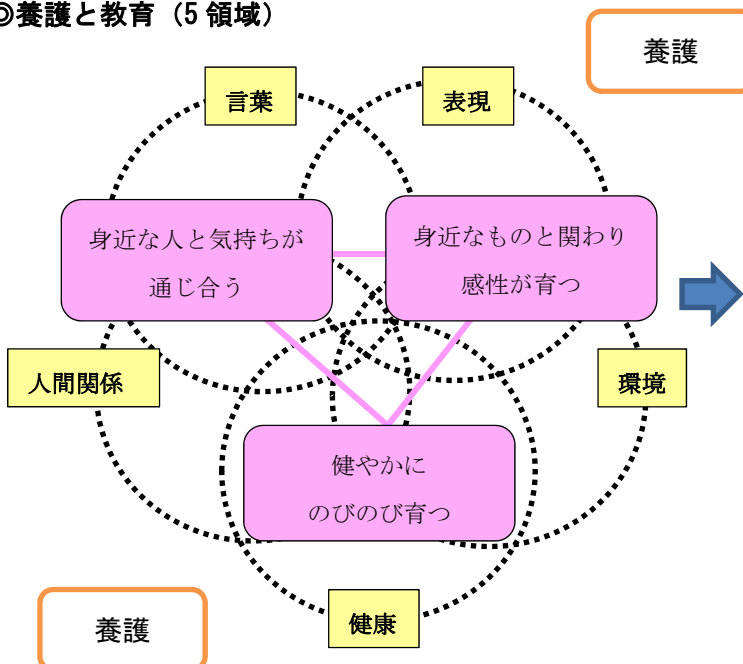 ◎養護と教育（5 領域）
養護
言葉
表現
身近な人と気持ちが
通じ合う
身近なものと関わり
感性が育つ
人間関係
環境
健やかに
のびのび育つ
養護
健康